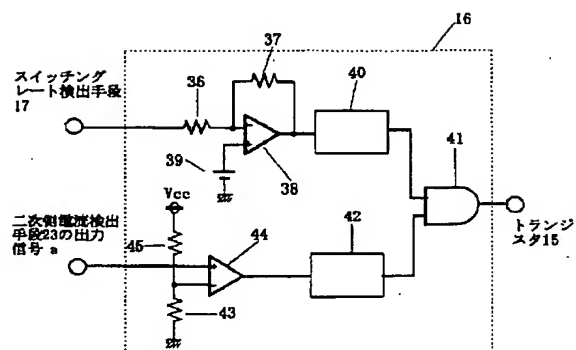 16
37
スイッチング
レート検出手段
17
36
40
39
38
41
Vcc
トランジ
スタ15
二次側電流検出
手段23の出力
信号 a
45
44
42
43